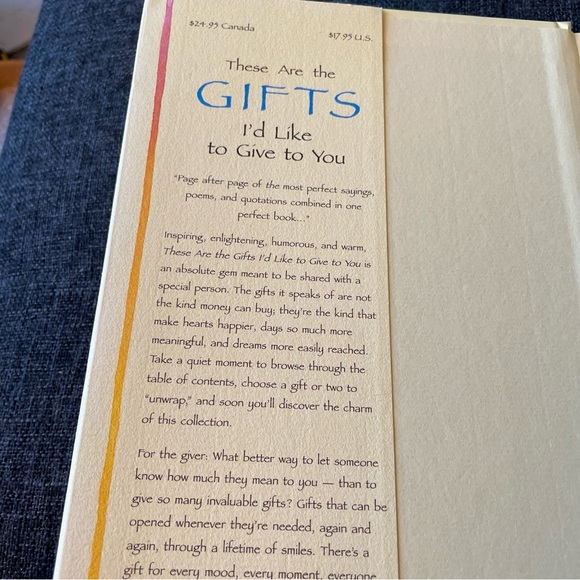 $24.95 Canada
$17.95 U.S.
These Are the
GIFTS
I'd Like
to Give to You
"Page after page of the most perfect sayings,
poems, and quotations combined in one
perfect book..."
Inspiring, enlightening, humorous, and warm,
These Are the Gifts I'd Like to Give to You is
an absolute gem meant to be shared with a
special person. The gifts it speaks of are not
the kind money can buy; they're the kind that
make hearts happier, days so much more
meaningful, and dreams more easily reached.
Take a quiet moment to browse through the
table of contents, choose a gift or two to
"unwrap," and soon you'll discover the charm
of this collection.
For the giver: What better way to let someone
know how much they mean to you — than to
give so many invaluable gifts? Gifts that can be
opened whenever they're needed, again and
again, through a lifetime of smiles. There's a
gift for every mood, every moment, everyone